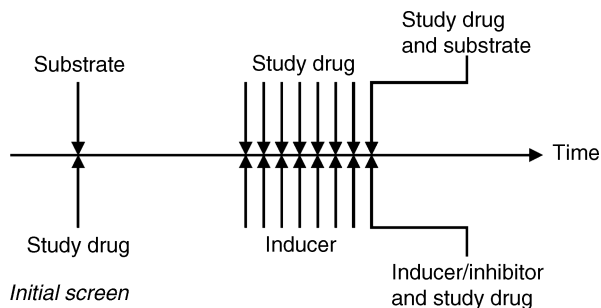 Study drug
and substrate
Substrate
Study drug
Time
Study drug
Inducer
Initial screen
Inducer/inhibitor
and study drug